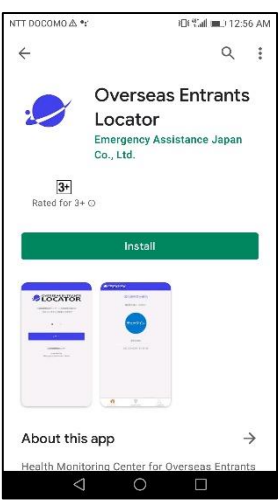 NTT DOCOMO
12:56 AM
Overseas Entrants
Locator
Emergency Assistance Japan
Co., Ltd.
3+
Rated for 3+
Install
LOCATOR
About this app
Health Monitoring Center for Overseas Entrants